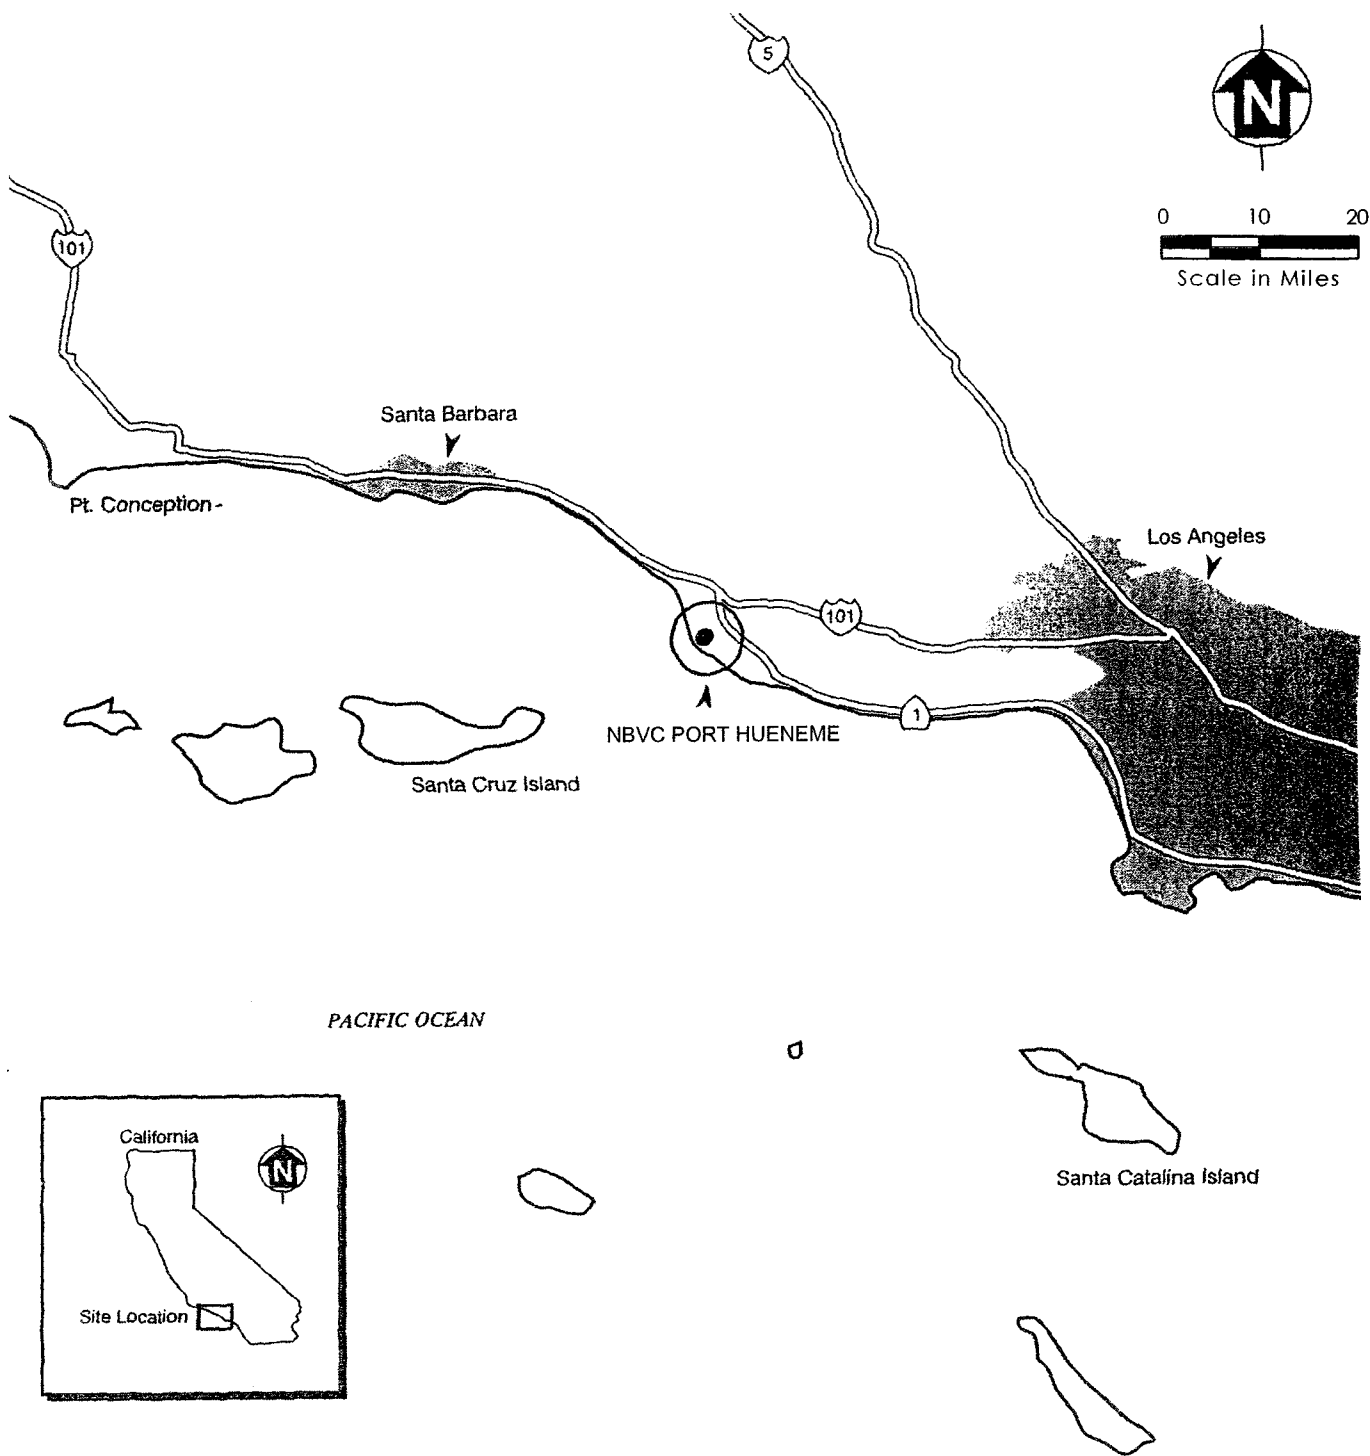 5
N
0 10 20
Scale in Miles
101
Santa Barbara
Pt. Conception-
Los Angeles
101
1
NBVC PORT HUENEME
Santa Cruz Island
PACIFIC OCEAN
California
N
Santa Catalina Island
Site Location